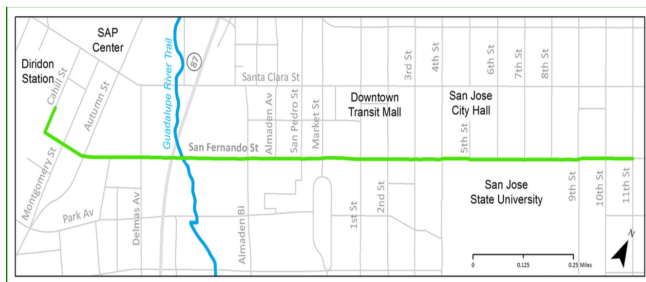 SAP
Center
Diridon
Station
Cahill St
Autumn St
Montgomery St
Guadalupe River Trail
87
Santa Clara St
San Fernando St
Park Av
Delmas Av
Almaden Av
San Pedro St
Market St
Almaden Bl
Downtown
Transit Mall
3rd St
4th St
San Jose
City Hall
5th St
6th St
7th St
8th St
1st St
2nd St
San Jose
State University
9th St
10th St
11th St
N
0
0.125
0.25 Miles